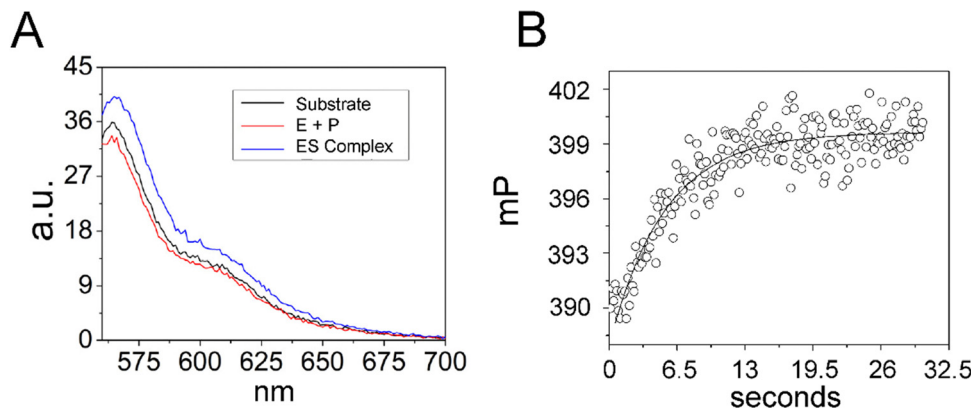 A
45
36
27
18
9
0
a.u.
Substrate
E + P
ES Complex
575 600 625 650 675 700
nm
B
402
399
396
393
390
mP
0 6.5 13 19.5 26 32.5
seconds